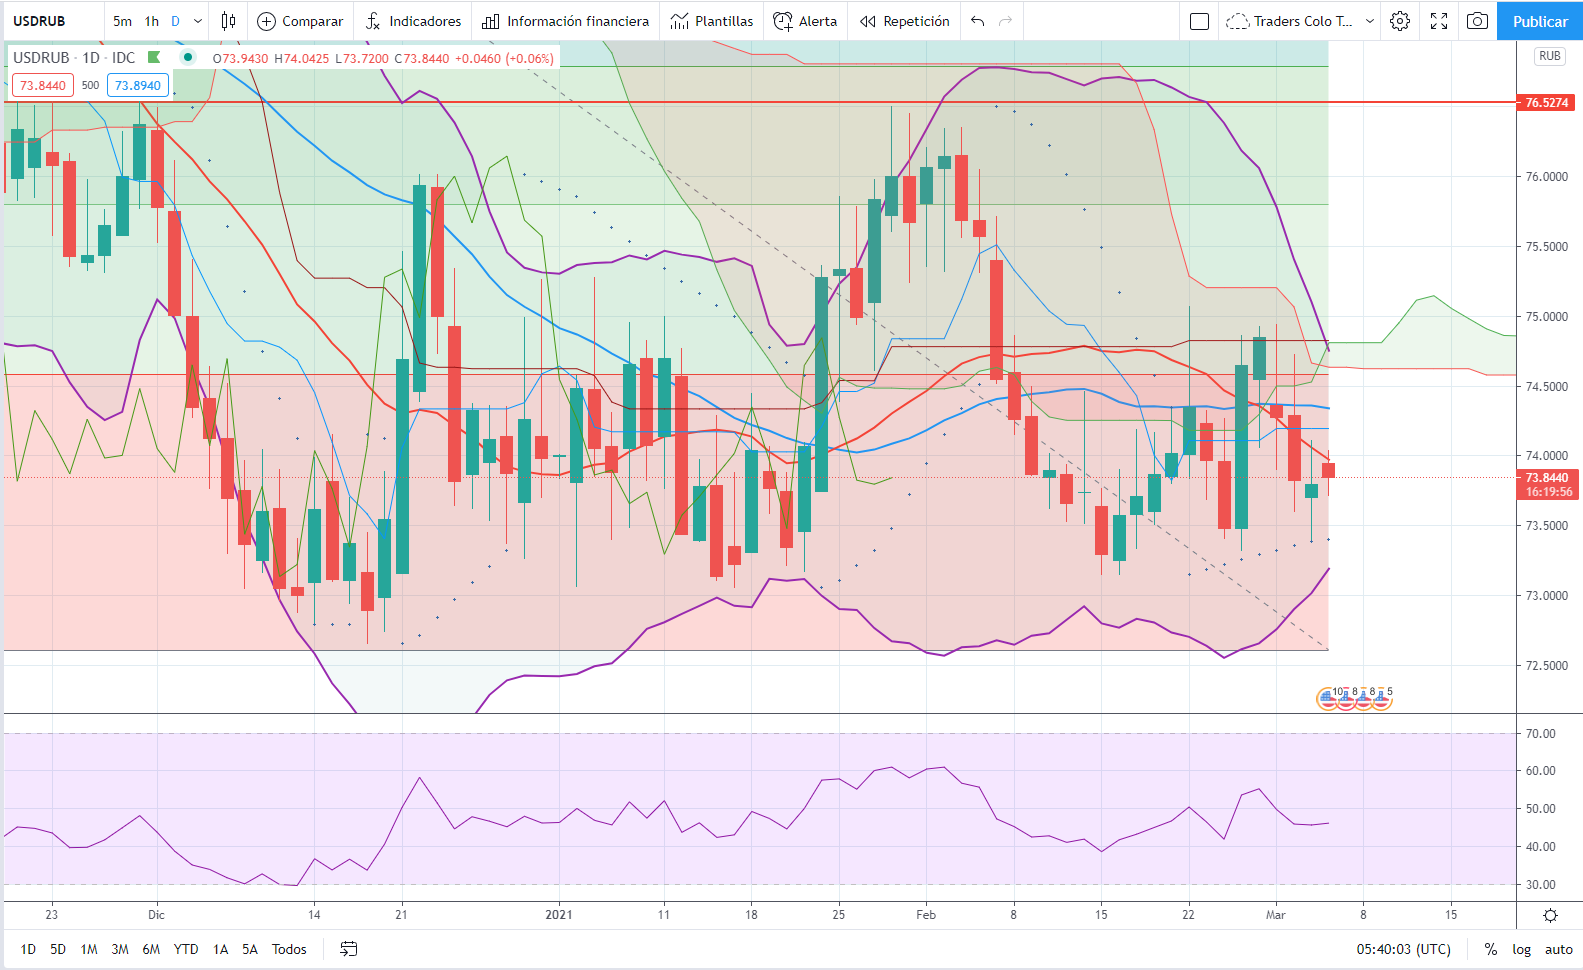 USDRUB 5m 1h D Comparar Indicadores Información financiera Plantillas Alerta Repetición Traders Colo T... Publicar
USDRUB · 1D · IDC O73.9430 H74.0425 L73.7200 C73.8440 +0.0460 (+0.06%)
RUB
73.8440 500 73.8940
76.5274
76.0000
75.5000
75.0000
74.5000
74.0000
73.8440
16:19:56
73.5000
73.0000
72.5000
10 8 8 5
70.00
60.00
50.00
40.00
30.00
23 Dic 14 21 2021 11 18 25 Feb 8 15 22 Mar 8 15
1D 5D 1M 3M 6M YTD 1A 5A Todos 05:40:03 (UTC) % log auto